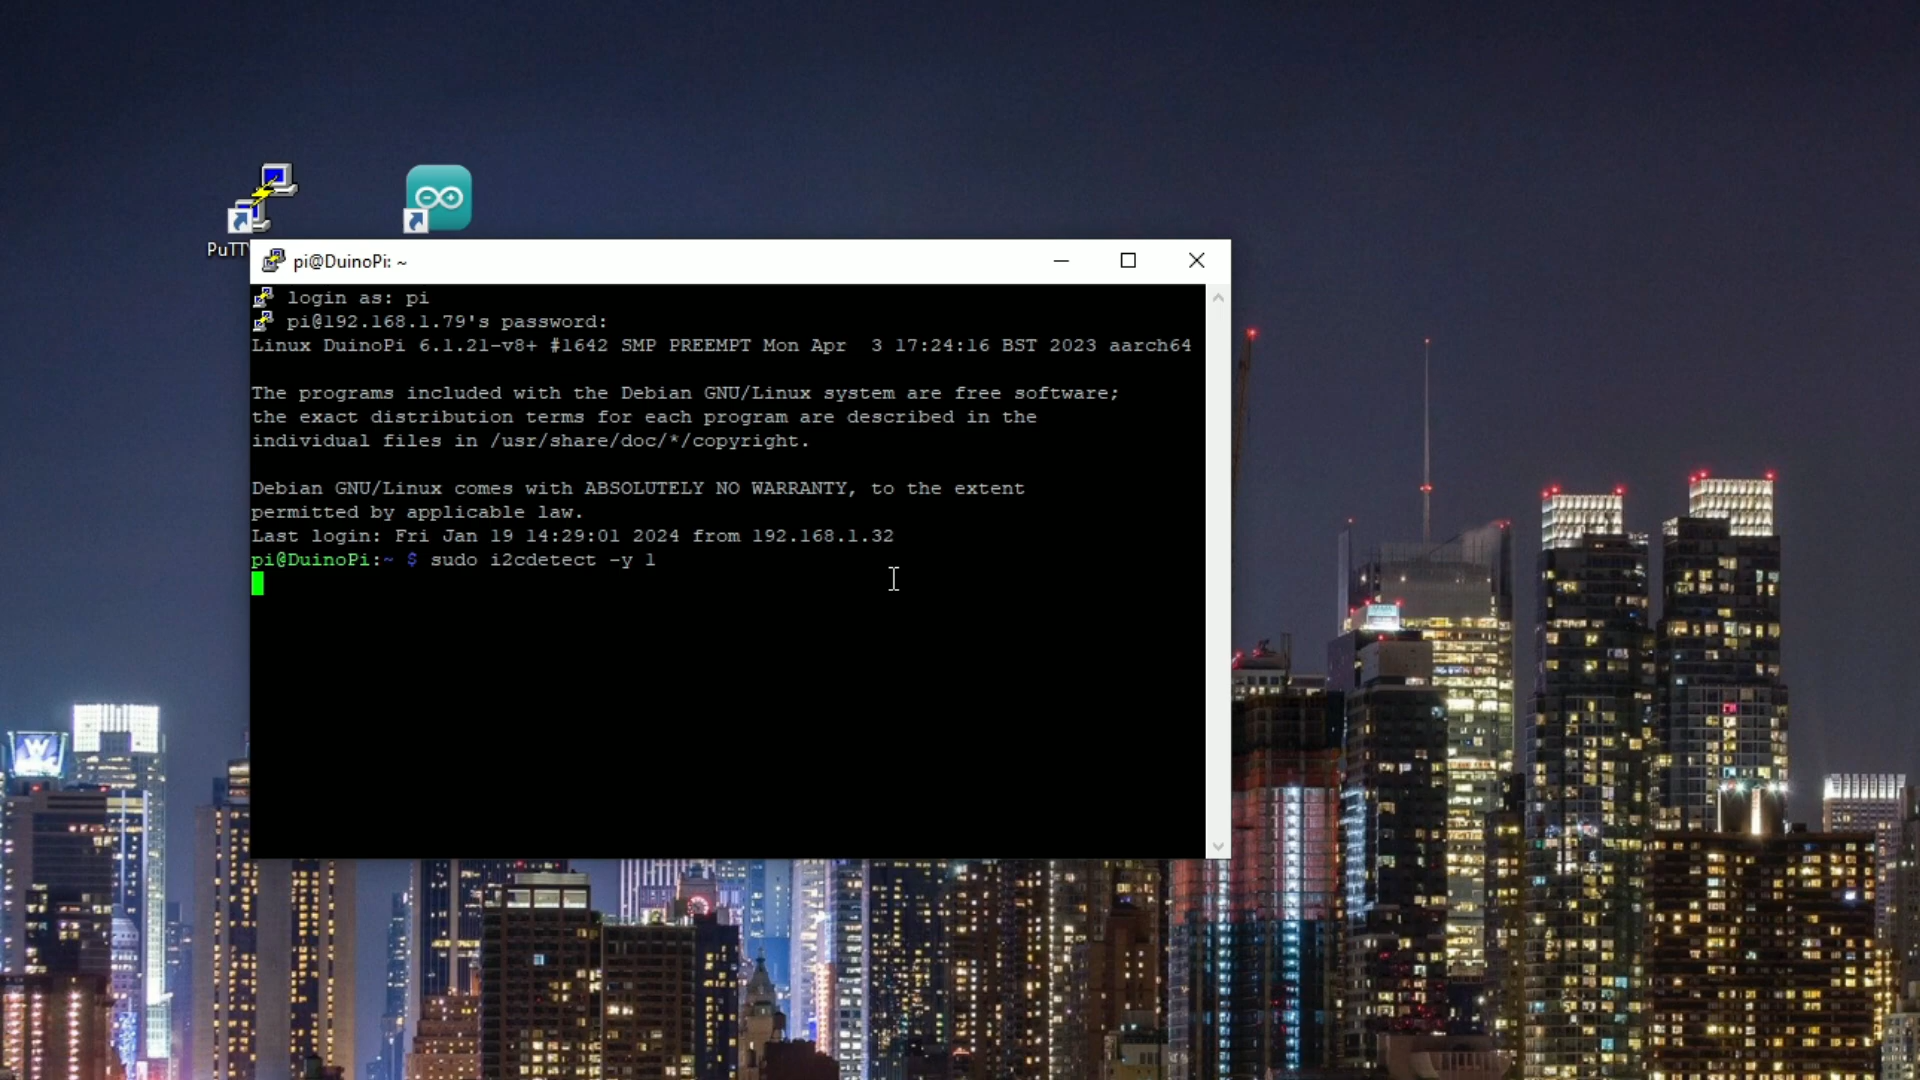 PuTT
pi@DuinoPi: ~
login as: pi
pi@192.168.1.79's password:
Linux DuinoPi 6.1.21-v8+ #1642 SMP PREEMPT Mon Apr  3 17:24:16 BST 2023 aarch64
The programs included with the Debian GNU/Linux system are free software;
the exact distribution terms for each program are described in the
individual files in /usr/share/doc/*/copyright.
Debian GNU/Linux comes with ABSOLUTELY NO WARRANTY, to the extent
permitted by applicable law.
Last login: Fri Jan 19 14:29:01 2024 from 192.168.1.32
pi@DuinoPi:~ $ sudo i2cdetect -y 1